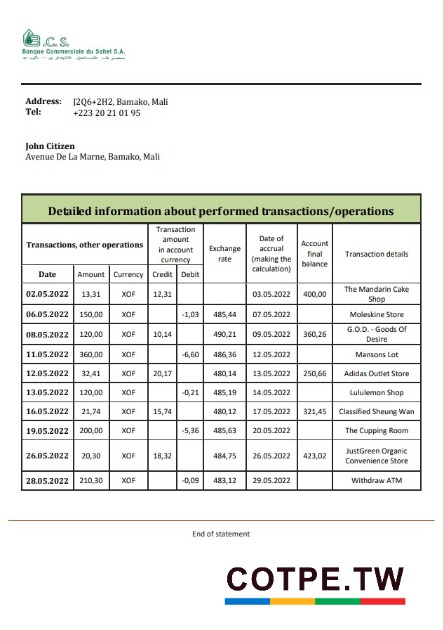 B.C.S.
Banque Commerciale du Sahel S.A.
Address: J2Q6+2H2, Bamako, Mali
Tel: +223 20 21 01 95
John Citizen
Avenue De La Marne, Bamako, Mali
Detailed information about performed transactions/operations
Transactions, other operations
Transaction
amount
in account
currency
Exchange
rate
Date of
accrual
(making the
calculation)
Account
final
balance
Transaction details
Date Amount Currency Credit Debit
02.05.2022 13,31 XOF 12,31 03.05.2022 400,00 The Mandarin Cake
Shop
06.05.2022 150,00 XOF -1,03 485,44 07.05.2022 Moleskine Store
08.05.2022 120,00 XOF 10,14 490,21 09.05.2022 360,26 G.O.D. - Goods Of
Desire
11.05.2022 360,00 XOF -6,60 486,36 12.05.2022 Mansons Lot
12.05.2022 32,41 XOF 20,17 480,14 13.05.2022 250,66 Adidas Outlet Store
13.05.2022 120,00 XOF -0,21 485,19 14.05.2022 Lululemon Shop
16.05.2022 21,74 XOF 15,74 480,12 17.05.2022 321,45 Classified Sheung Wan
19.05.2022 200,00 XOF -5,36 485,63 20.05.2022 The Cupping Room
26.05.2022 20,30 XOF 18,32 484,75 26.05.2022 423,02 JustGreen Organic
Convenience Store
28.05.2022 210,30 XOF -0,09 483,12 29.05.2022 Withdraw ATM
End of statement
COTPE.TW